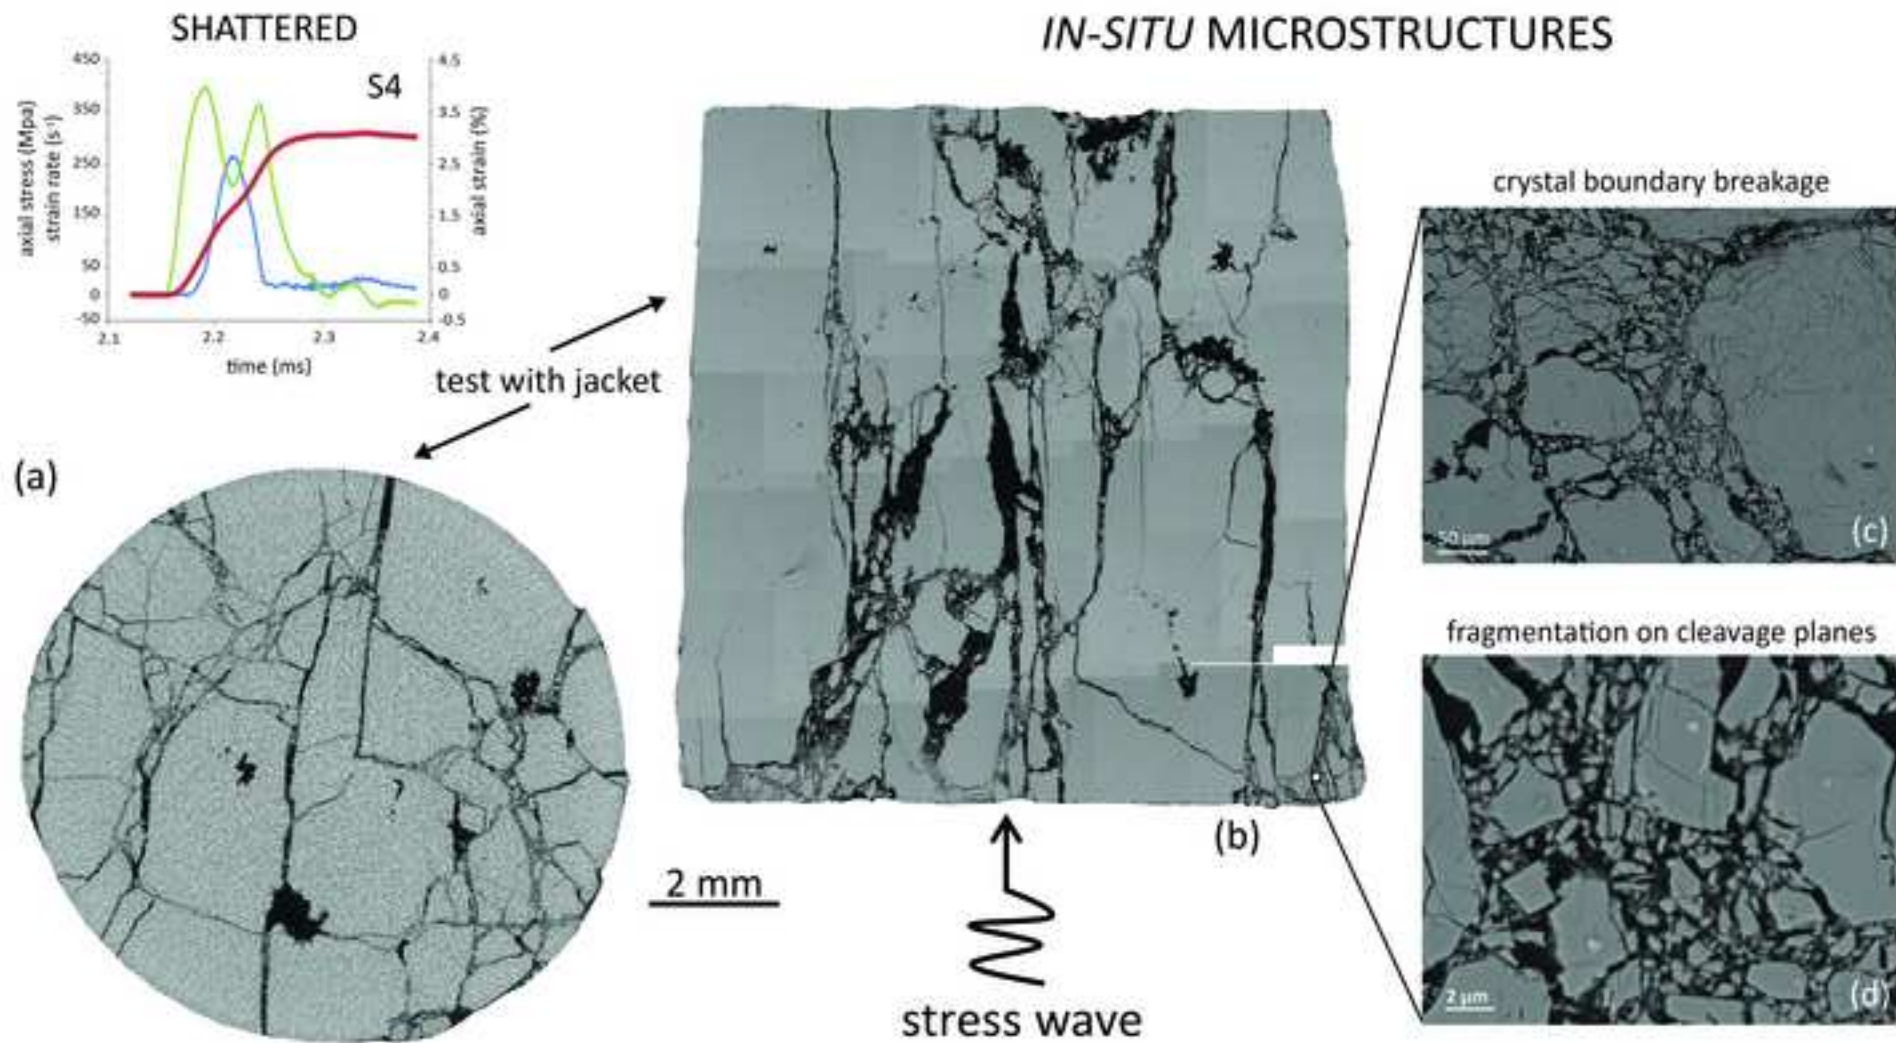 SHATTERED
IN-SITU MICROSTRUCTURES
S4
450
350
250
150
50
0
-50
4.5
3.5
2.5
1.5
0.5
0
-0.5
axial stress (Mpa)
strain rate (s⁻¹)
axial strain (%)
2.1 2.2 2.3 2.4
time (ms)
test with jacket
(a)
2 mm
(b)
stress wave
crystal boundary breakage
50 µm
(c)
fragmentation on cleavage planes
2 µm
(d)